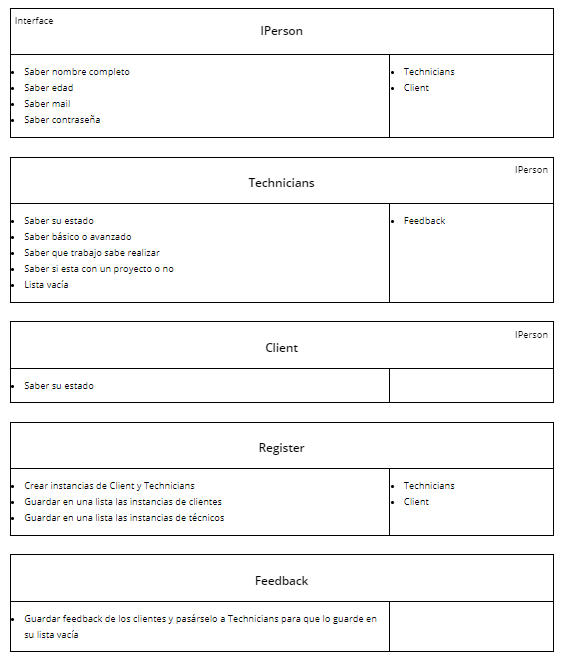 Interface
IPerson
Saber nombre completo
Saber edad
Saber mail
Saber contraseña
Technicians
Client
IPerson
Technicians
Saber su estado
Saber básico o avanzado
Saber que trabajo sabe realizar
Saber si esta con un proyecto o no
Lista vacía
Feedback
IPerson
Client
Saber su estado
Register
Crear instancias de Client y Technicians
Guardar en una lista las instancias de clientes
Guardar en una lista las instancias de técnicos
Technicians
Client
Feedback
Guardar feedback de los clientes y pasárselo a Technicians para que lo guarde en
su lista vacía